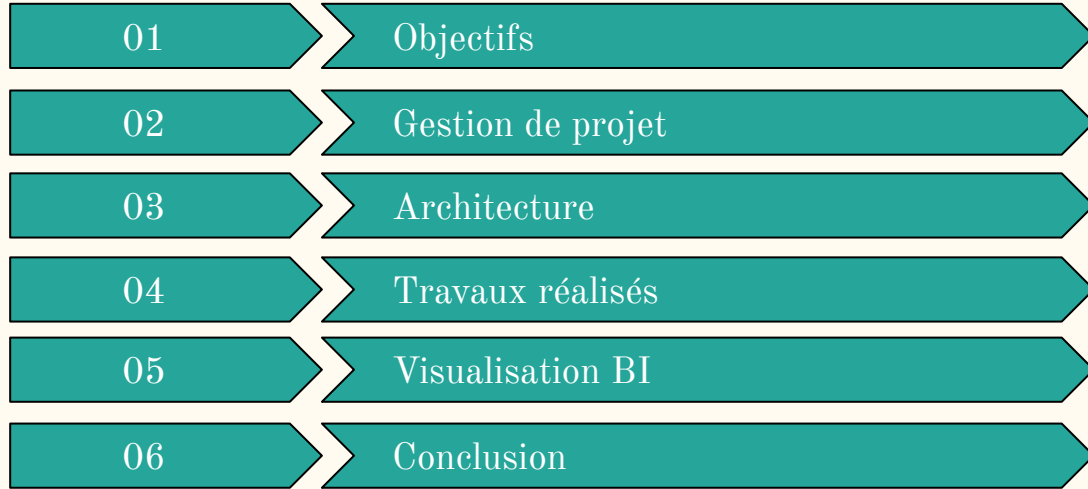 01 Objectifs
02 Gestion de projet
03 Architecture
04 Travaux réalisés
05 Visualisation BI
06 Conclusion